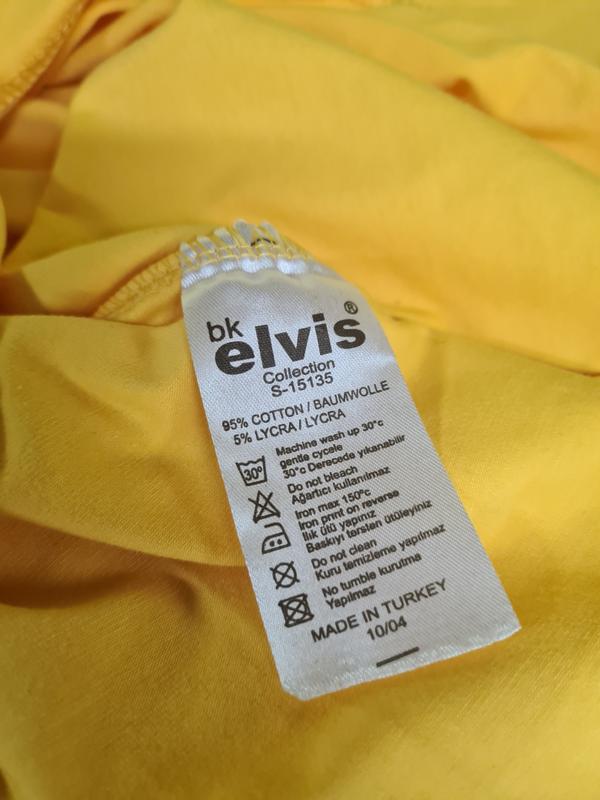 bk
elvis®
Collection
S-15135
95% COTTON / BAUMWOLLE
5% LYCRA / LYCRA
30°
Machine wash up 30°c
gentle cycele
30°c Derecede yıkanabilir
Do not bleach
Ağartıcı kullanılmaz
Iron max 150°c
Iron print on reverse
Ilık ütü yapınız
Baskıyı tersten ütüleyiniz
Do not clean
Kuru temizleme yapılmaz
No tumble kurutma
Yapılmaz
MADE IN TURKEY
10/04